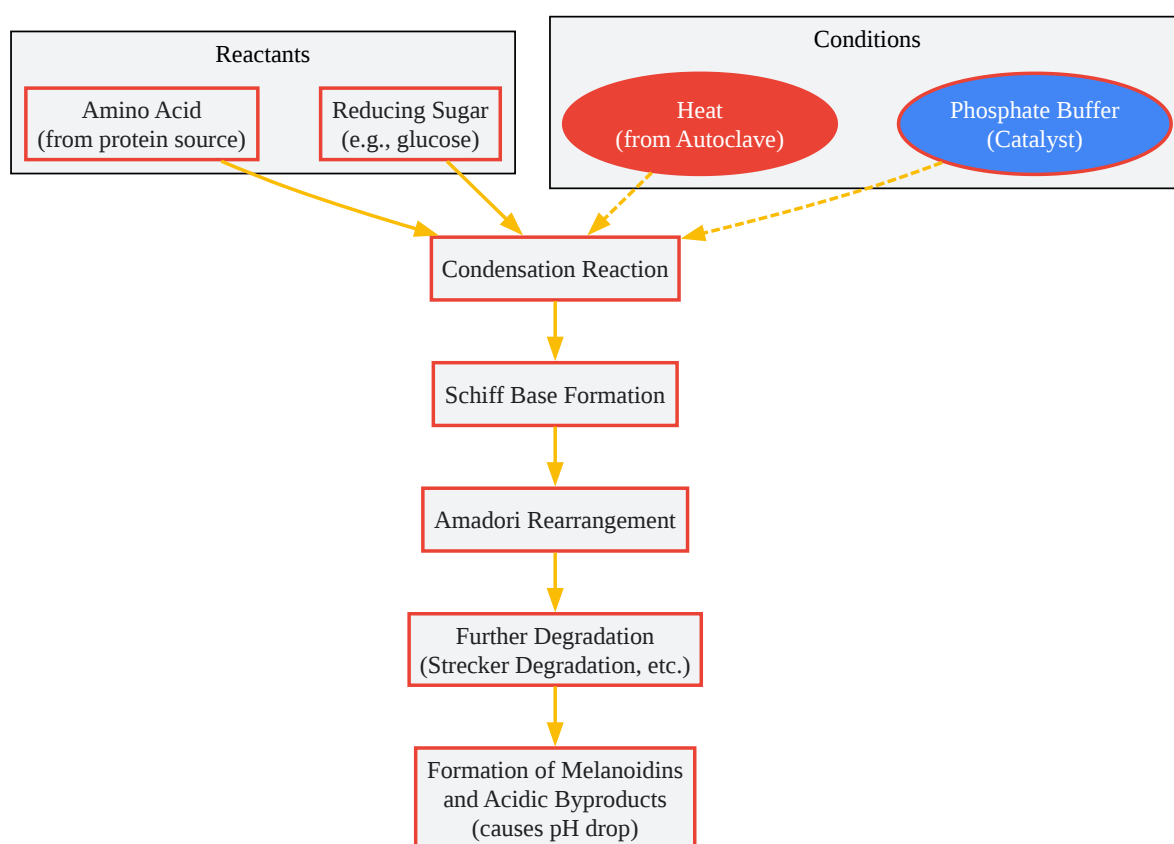 Reactants
Conditions
Amino Acid
(from protein source)
Reducing Sugar
(e.g., glucose)
Heat
(from Autoclave)
Phosphate Buffer
(Catalyst)
Condensation Reaction
Schiff Base Formation
Amadori Rearrangement
Further Degradation
(Strecker Degradation, etc.)
Formation of Melanoidins
and Acidic Byproducts
(causes pH drop)